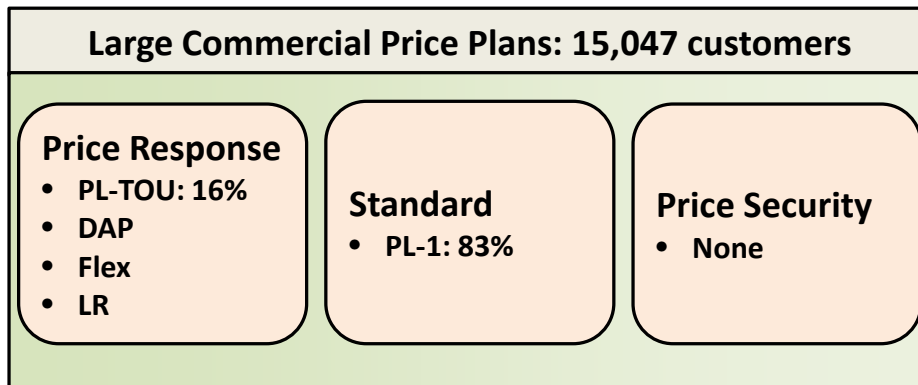 Large Commercial Price Plans: 15,047 customers
Price Response
• PL-TOU: 16%
• DAP
• Flex
• LR
Standard
• PL-1: 83%
Price Security
• None